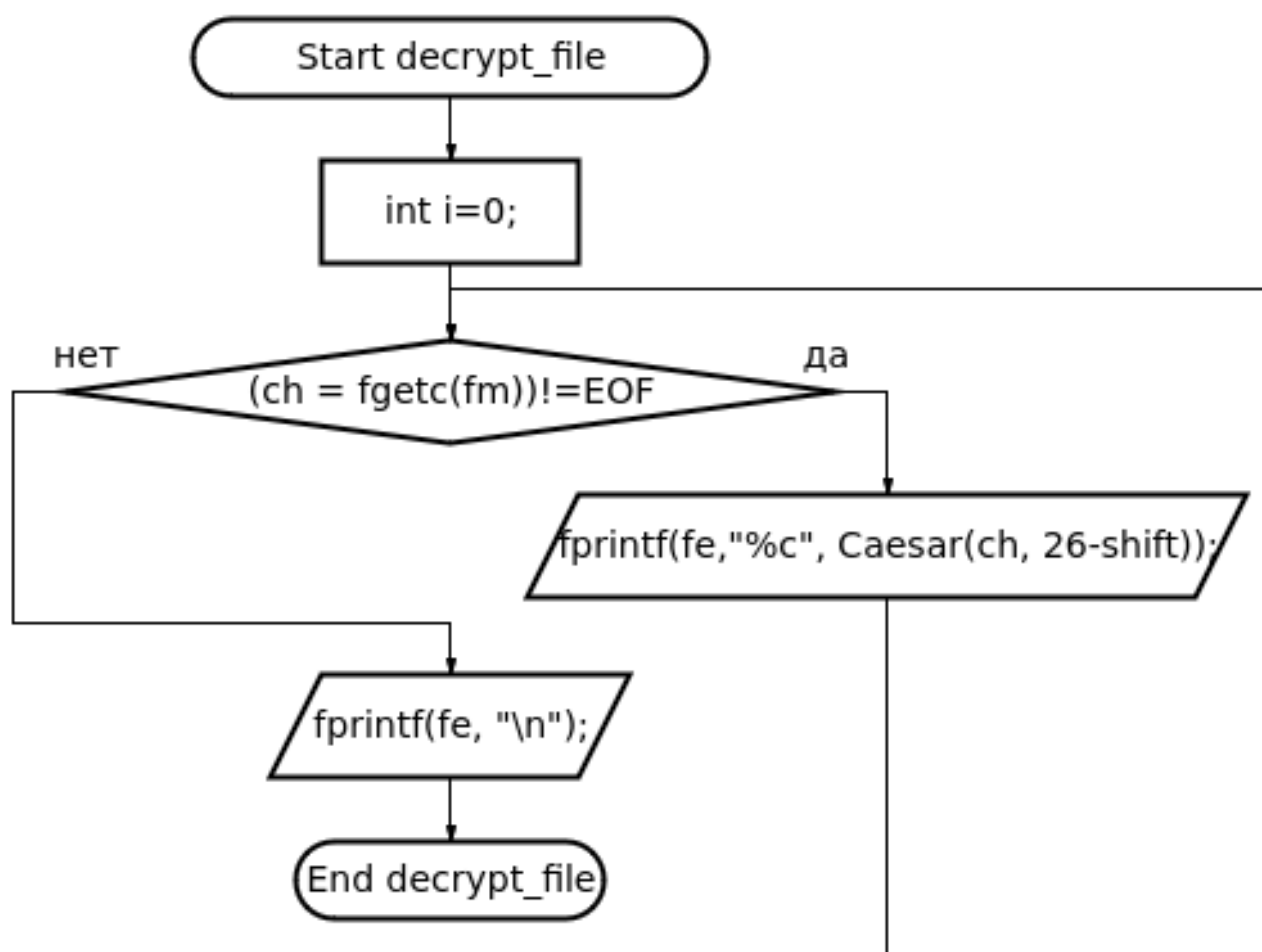 Start decrypt_file
int i=0;
нет
да
(ch = fgetc(fm))!=EOF
fprintf(fe,"%c", Caesar(ch, 26-shift));
fprintf(fe, "\n");
End decrypt_file